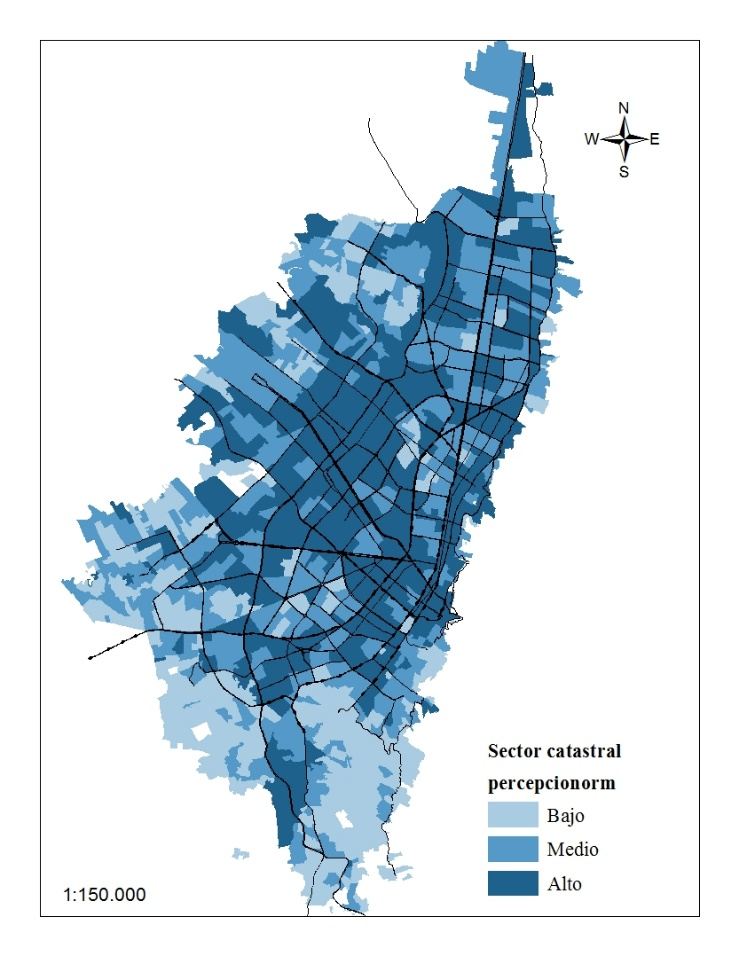 N
W E
S
Sector catastral
percepcionorm
Bajo
Medio
Alto
1:150.000